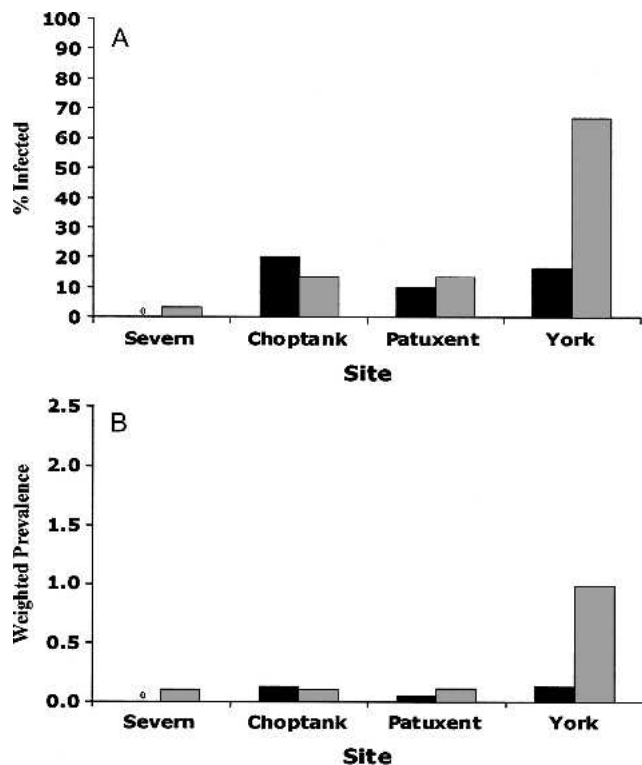 A
% Infected
100
90
80
70
60
50
40
30
20
10
0
0
Severn Choptank Patuxent York
Site
B
Weighted Prevalence
2.5
2.0
1.5
1.0
0.5
0.0
0
Severn Choptank Patuxent York
Site